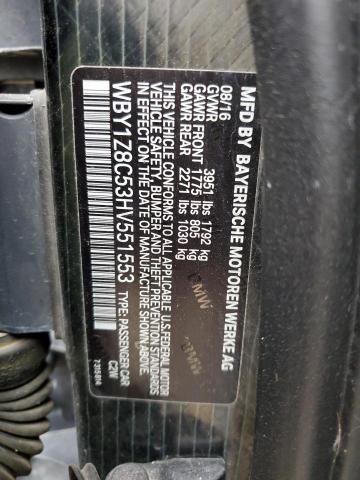 MFD BY BAYERISCHE MOTOREN WERKE AG
08/16
GVWR 3951 lbs 1792 kg
GAWR FRONT 1775 lbs 805 kg
GAWR REAR 2271 lbs 1030 kg
THIS VEHICLE CONFORMS TO ALL APPLICABLE U.S. FEDERAL MOTOR
VEHICLE SAFETY, BUMPER, AND THEFT PREVENTION STANDARDS
IN EFFECT ON THE DATE OF MANUFACTURE SHOWN ABOVE.
WBY1Z8C53HV551553 TYPE: PASSENGER CAR
BMW
BMW